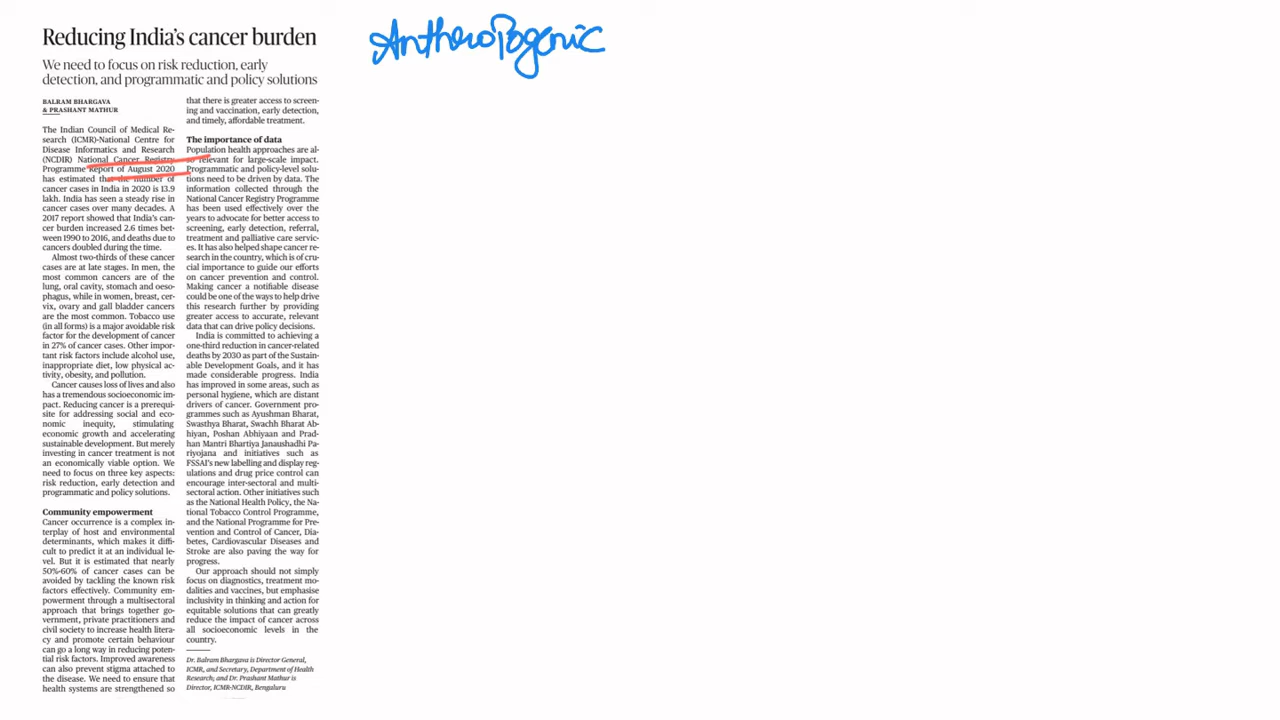 Reducing India's cancer burden
We need to focus on risk reduction, early
detection, and programmatic and policy solutions
AntheroPogenic
BALRAM BHARGAVA
& PRASHANT MATHUR
The Indian Council of Medical Re-
search (ICMR)-National Centre for
Disease Informatics and Research
(NCDIR) National Cancer Registry
Programme Report of August 2020
has estimated that the number of
cancer cases in India in 2020 is 13.9
lakh. India has seen a steady rise in
cancer cases over many decades. A
2017 report showed that India's can-
cer burden increased 2.6 times bet-
ween 1990 to 2016, and deaths due to
cancers doubled during the time.
Almost two-thirds of these cancer
cases are at late stages. In men, the
most common cancers are of the
lung, oral cavity, stomach and oeso-
phagus, while in women, breast, cer-
vix, ovary and gall bladder cancers
are the most common. Tobacco use
(in all forms) is a major avoidable risk
factor for the development of cancer
in 27% of cancer cases. Other impor-
tant risk factors include alcohol use,
inappropriate diet, low physical ac-
tivity, obesity, and pollution.
Cancer causes loss of lives and also
has a tremendous socioeconomic im-
pact. Reducing cancer is a prerequi-
site for addressing social and eco-
nomic inequity, stimulating
economic growth and accelerating
sustainable development. But merely
investing in cancer treatment is not
an economically viable option. We
need to focus on three key aspects:
risk reduction, early detection and
programmatic and policy solutions.
Community empowerment
Cancer occurrence is a complex in-
terplay of host and environmental
determinants, which makes it diffi-
cult to predict it at an individual le-
vel. But it is estimated that nearly
50%-60% of cancer cases can be
avoided by tackling the known risk
factors effectively. Community em-
powerment through a multisectoral
approach that brings together go-
vernment, private practitioners and
civil society to increase health litera-
cy and promote certain behaviour
can go a long way in reducing poten-
tial risk factors. Improved awareness
can also prevent stigma attached to
the disease. We need to ensure that
health systems are strengthened so
that there is greater access to screen-
ing and vaccination, early detection,
and timely, affordable treatment.
The importance of data
Population health approaches are al-
so relevant for large-scale impact.
Programmatic and policy-level solu-
tions need to be driven by data. The
information collected through the
National Cancer Registry Programme
has been used effectively over the
years to advocate for better access to
screening, early detection, referral,
treatment and palliative care servic-
es. It has also helped shape cancer re-
search in the country, which is of cru-
cial importance to guide our efforts
on cancer prevention and control.
Making cancer a notifiable disease
could be one of the ways to help drive
this research further by providing
greater access to accurate, relevant
data that can drive policy decisions.
India is committed to achieving a
one-third reduction in cancer-related
deaths by 2030 as part of the Sustain-
able Development Goals, and it has
made considerable progress. India
has improved in some areas, such as
personal hygiene, which are distant
drivers of cancer. Government pro-
grammes such as Ayushman Bharat,
Swasthya Bharat, Swachh Bharat Ab-
hiyan, Poshan Abhiyaan and Prad-
han Mantri Bhartiya Janaushadhi Pa-
riyojana and initiatives such as
FSSAI's new labelling and display reg-
ulations and drug price control can
encourage inter-sectoral and multi-
sectoral action. Other initiatives such
as the National Health Policy, the Na-
tional Tobacco Control Programme,
and the National Programme for Pre-
vention and Control of Cancer, Dia-
betes, Cardiovascular Diseases and
Stroke are also paving the way for
progress.
Our approach should not simply
focus on diagnostics, treatment mo-
dalities and vaccines, but emphasise
inclusivity in thinking and action for
equitable solutions that can greatly
reduce the impact of cancer across
all socioeconomic levels in the
country.
Dr. Balram Bhargava is Director General,
ICMR, and Secretary, Department of Health
Research; and Dr. Prashant Mathur is
Director, ICMR-NCDIR, Bengaluru